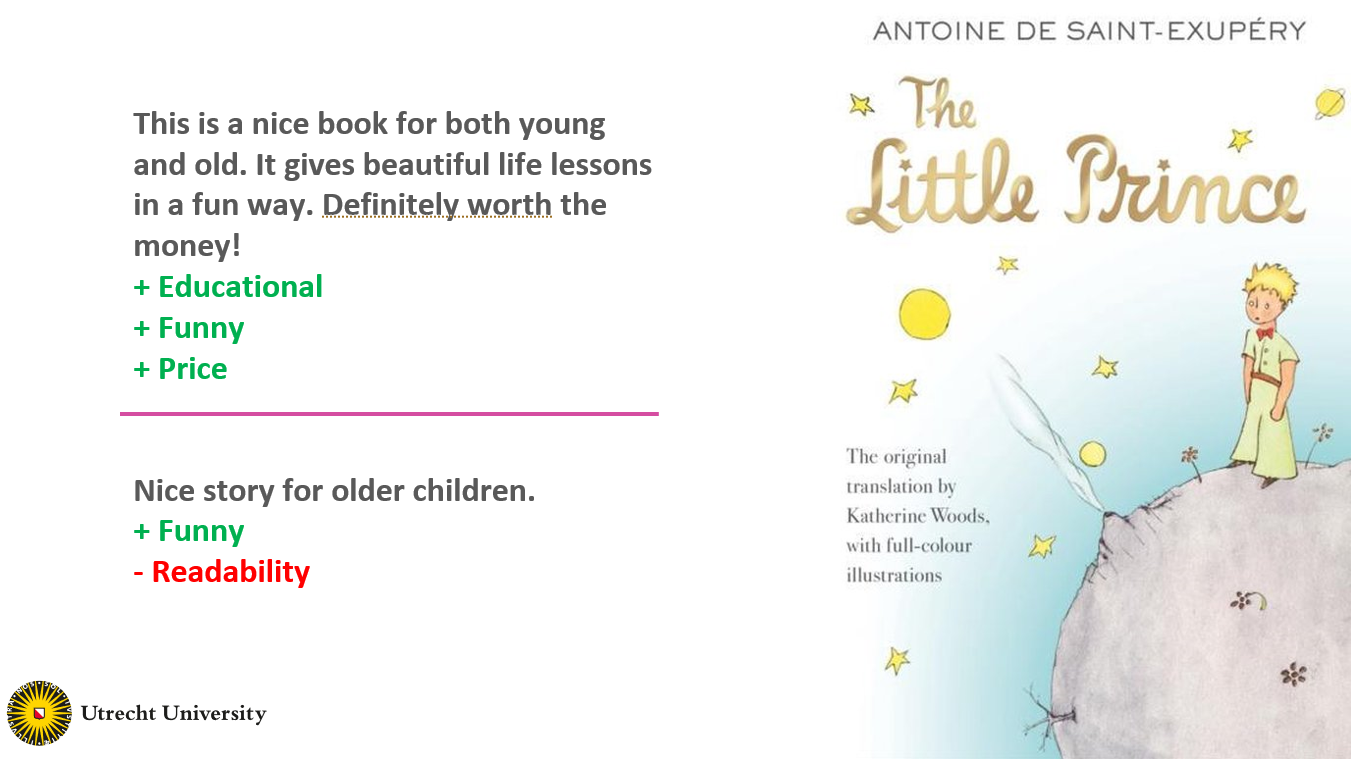 This is a nice book for both young
and old. It gives beautiful life lessons
in a fun way. Definitely worth the
money!
+ Educational
+ Funny
+ Price
Nice story for older children.
+ Funny
- Readability
Utrecht University
ANTOINE DE SAINT-EXUPÉRY
The
Little Prince
The original
translation by
Katherine Woods,
with full-colour
illustrations